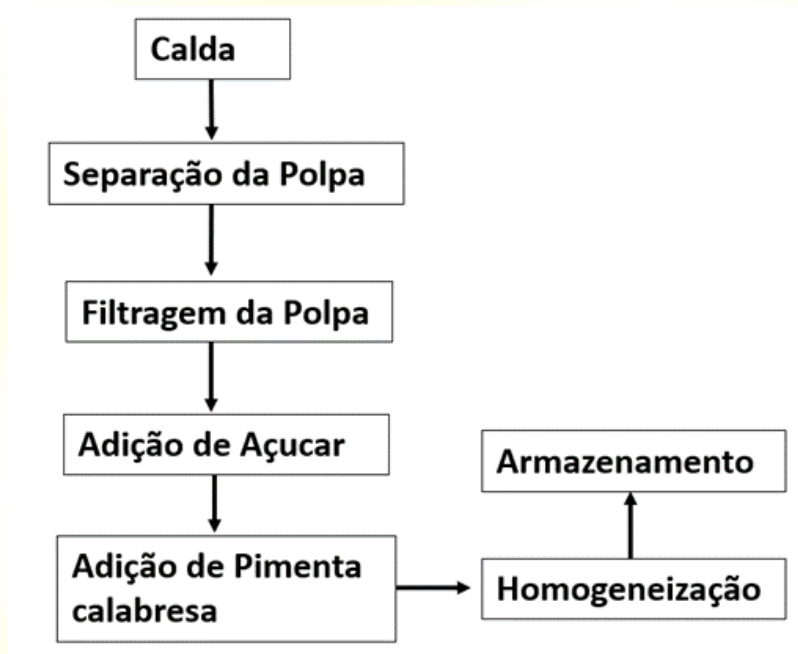 Calda
Separação da Polpa
Filtragem da Polpa
Adição de Açucar
Adição de Pimenta
calabresa
Homogeneização
Armazenamento